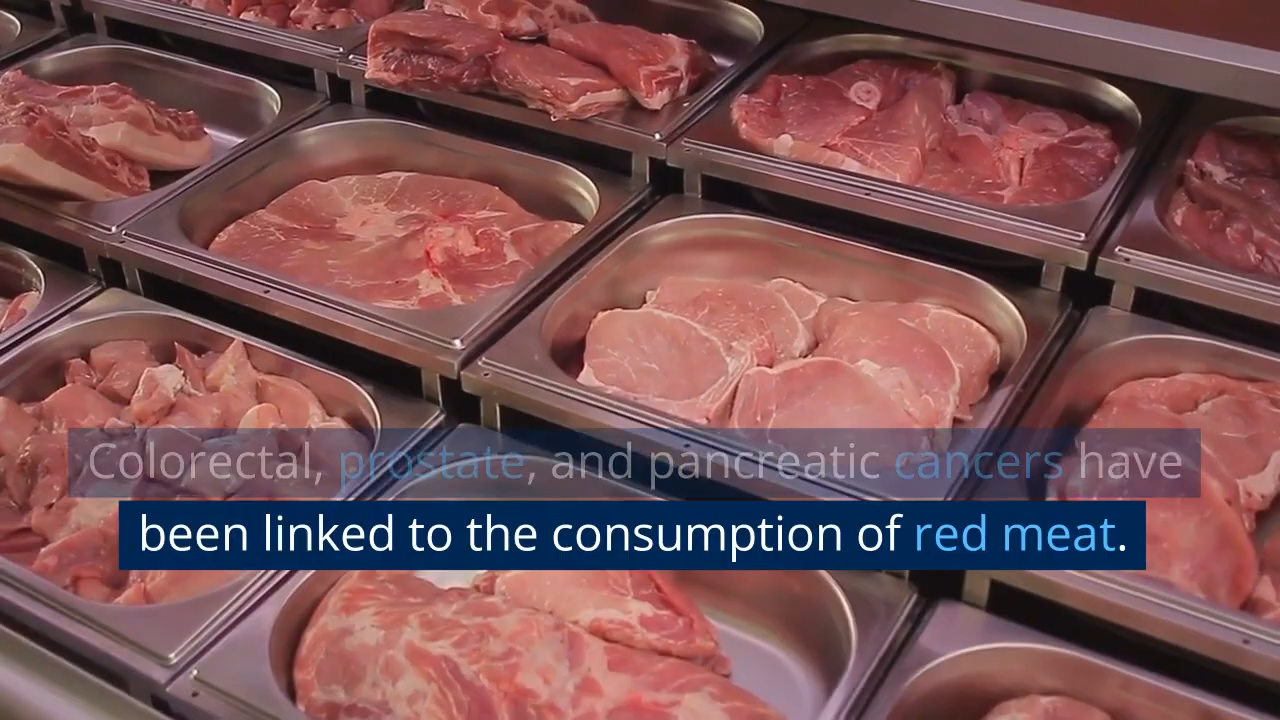 Colorectal, prostate, and pancreatic cancers have
been linked to the consumption of red meat.